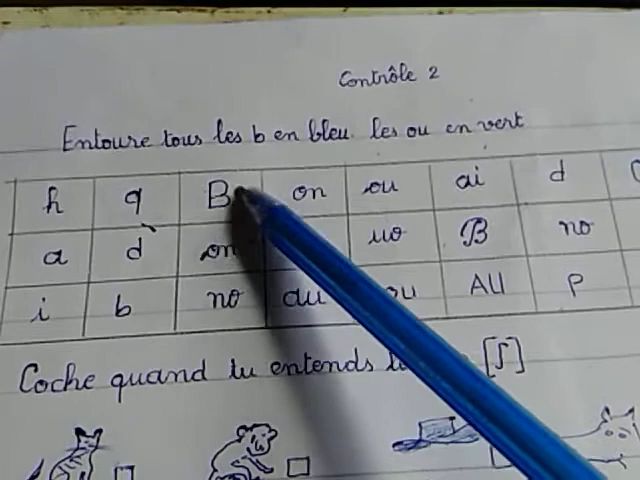 Contrôle 2
Entoure tous les b en bleu les ou en vert
h q B on ou ai d
a d on uo B no
i b no au ou AU p
Coche quand tu entends [ʃ]